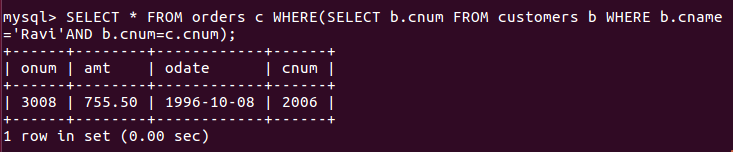 mysql> SELECT * FROM orders c WHERE(SELECT b.cnum FROM customers b WHERE b.cname
='Ravi'AND b.cnum=c.cnum);
+------+--------+------------+------+
| onum | amt    | odate      | cnum |
+------+--------+------------+------+
| 3008 | 755.50 | 1996-10-08 | 2006 |
+------+--------+------------+------+
1 row in set (0.00 sec)